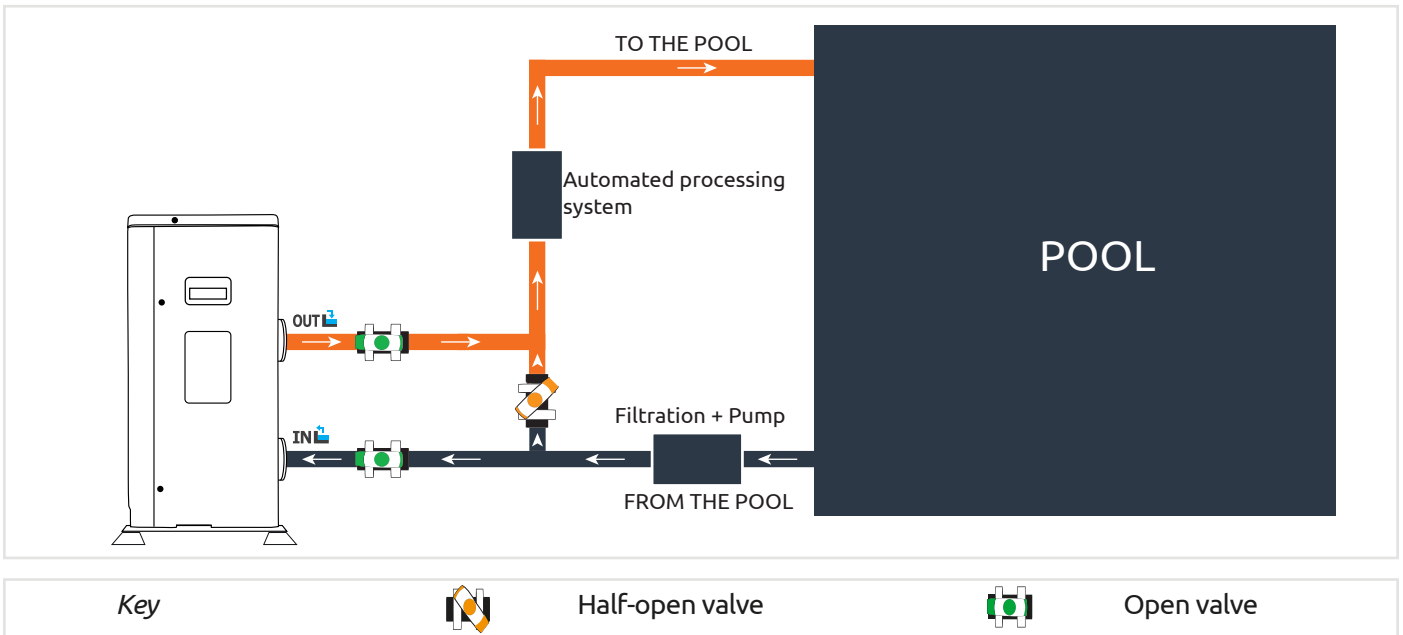 TO THE POOL
Automated processing
system
POOL
OUT
IN
Filtration + Pump
FROM THE POOL
Key
Half-open valve
Open valve